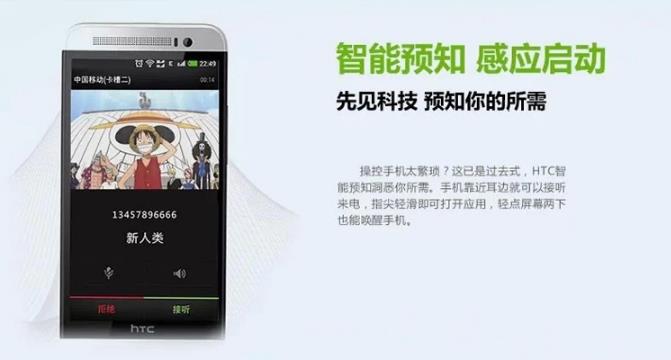 智能预知 感应启动
先见科技 预知你的所需
操控手机太繁琐？这已是过去式，HTC智
能预知洞悉你所需。手机靠近耳边就可以接听
来电，指尖轻滑即可打开应用，轻点屏幕两下
也能唤醒手机。
22:49
中国移动(卡槽二)
00:14
13457896666
新人类
拒绝
接听
hTC